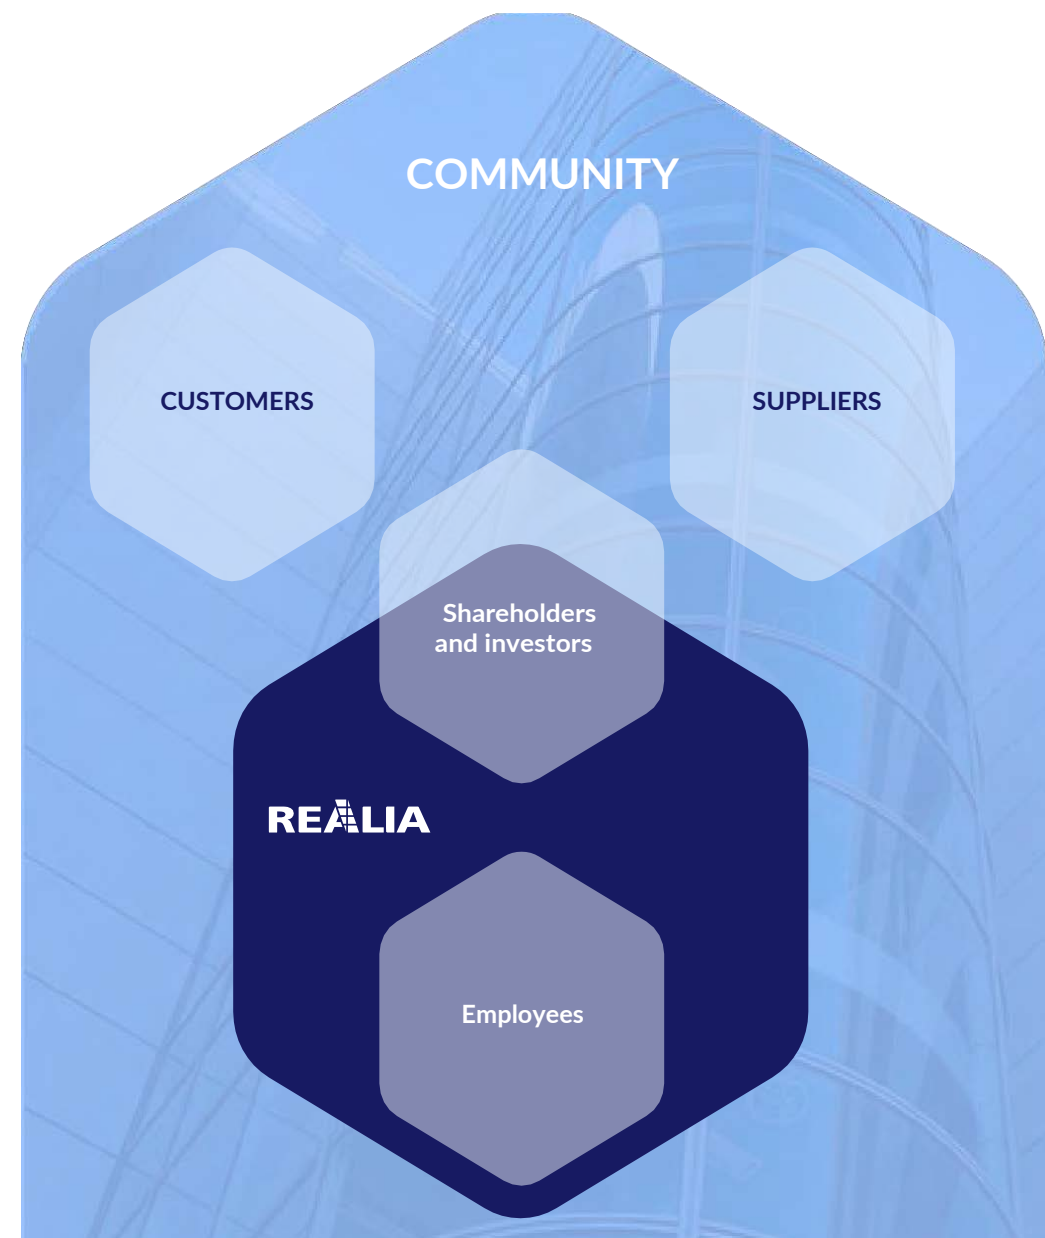 COMMUNITY
CUSTOMERS
SUPPLIERS
Shareholders
and investors
REALIA
Employees